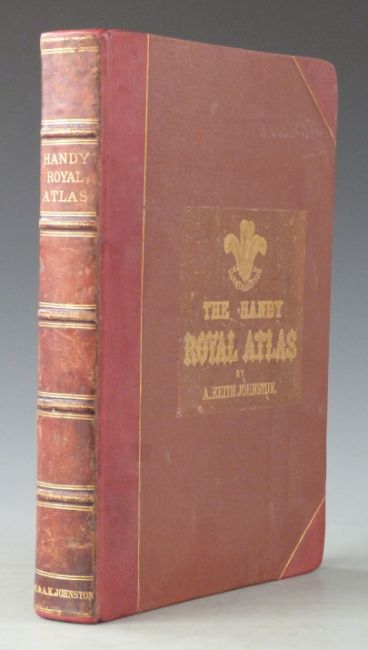 HANDY
ROYAL
ATLAS
& A.K. JOHNSTON
THE HANDY
ROYAL ATLAS
BY
A. KEITH JOHNSTON.